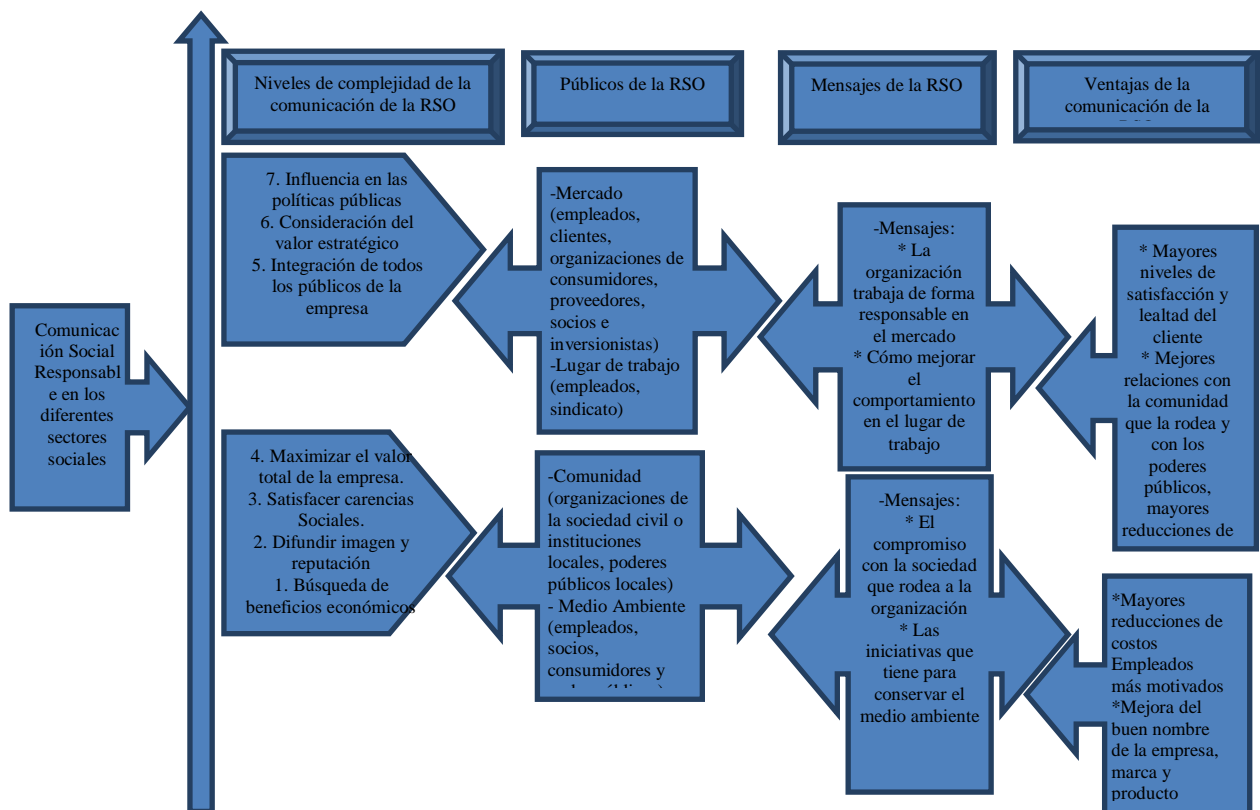 Niveles de complejidad de la
comunicación de la RSO
Públicos de la RSO
Mensajes de la RSO
Ventajas de la
comunicación de la
Comunicac
ión Social
Responsabl
e en los
diferentes
sectores
sociales
7. Influencia en las
políticas públicas
6. Consideración del
valor estratégico
5. Integración de todos
los públicos de la
empresa
-Mercado
(empleados,
clientes,
organizaciones de
consumidores,
proveedores,
socios e
inversionistas)
-Lugar de trabajo
(empleados,
sindicato)
-Mensajes:
* La
organización
trabaja de forma
responsable en
el mercado
* Cómo mejorar
el
comportamiento
en el lugar de
trabajo
* Mayores
niveles de
satisfacción y
lealtad del
cliente
* Mejores
relaciones con
la comunidad
que la rodea y
con los
poderes
públicos,
mayores
reducciones de
4. Maximizar el valor
total de la empresa.
3. Satisfacer carencias
Sociales.
2. Difundir imagen y
reputación
1. Búsqueda de
beneficios económicos
-Comunidad
(organizaciones de
la sociedad civil o
instituciones
locales, poderes
públicos locales)
- Medio Ambiente
(empleados,
socios,
consumidores y
-Mensajes:
* El
compromiso
con la sociedad
que rodea a la
organización
* Las
iniciativas que
tiene para
conservar el
medio ambiente
*Mayores
reducciones de
costos
Empleados
más motivados
*Mejora del
buen nombre
de la empresa,
marca y
producto